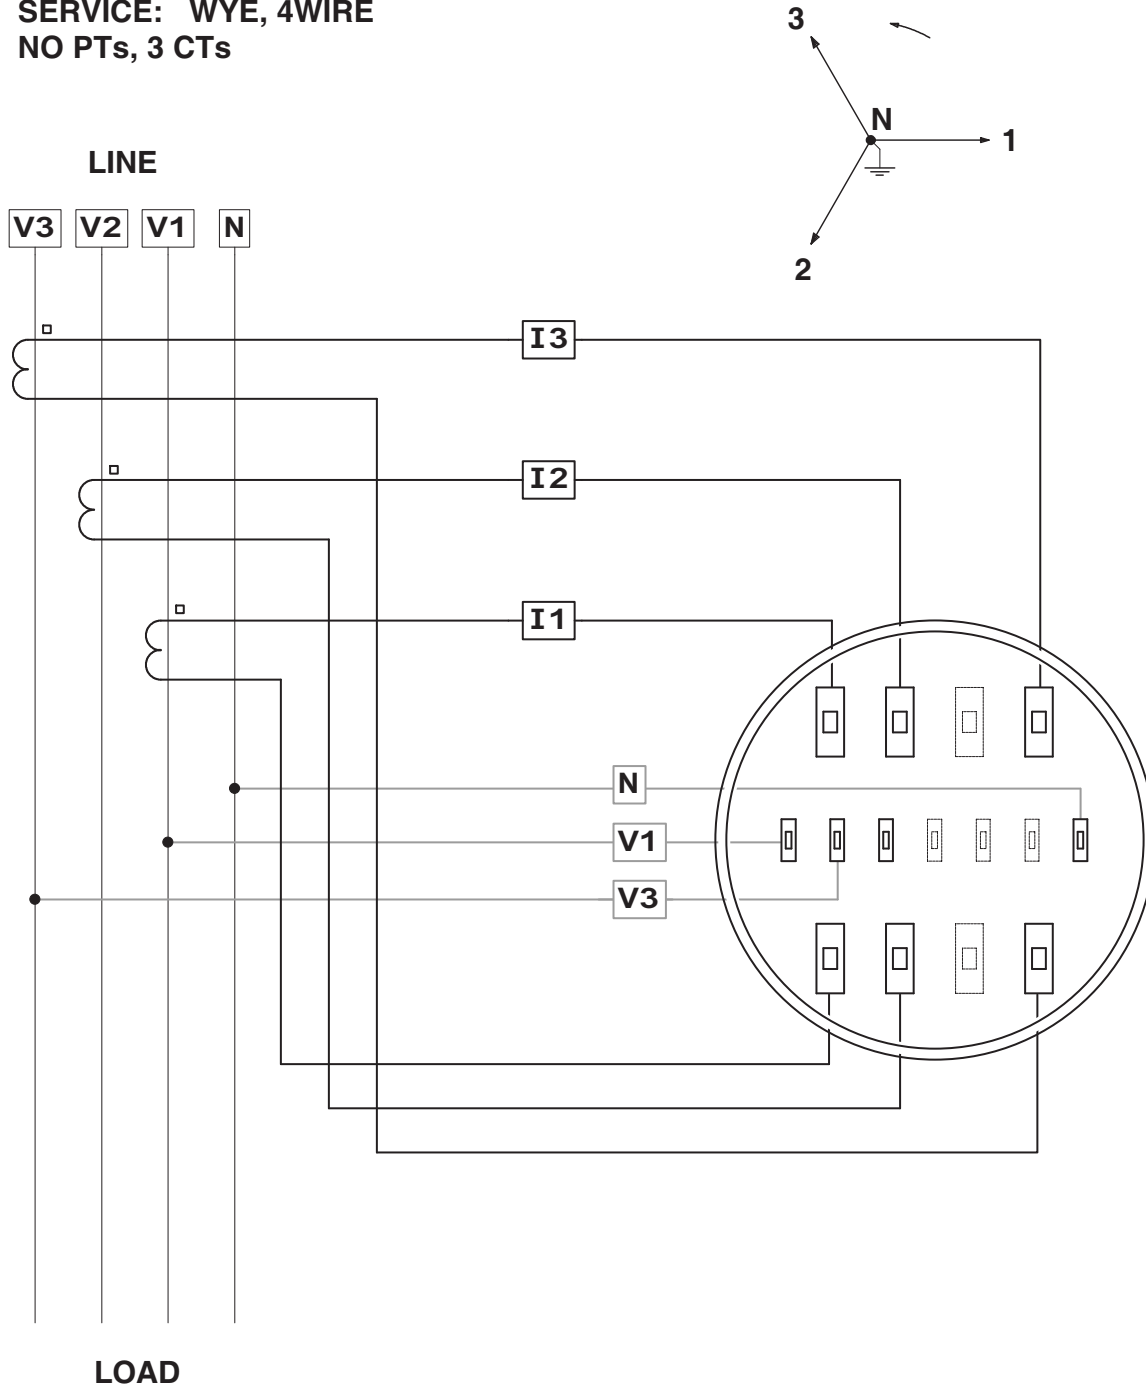 SERVICE: WYE, 4WIRE
NO PTs, 3 CTs
3
N
1
2
LINE
V3 V2 V1 N
I3
I2
I1
N
V1
V3
LOAD